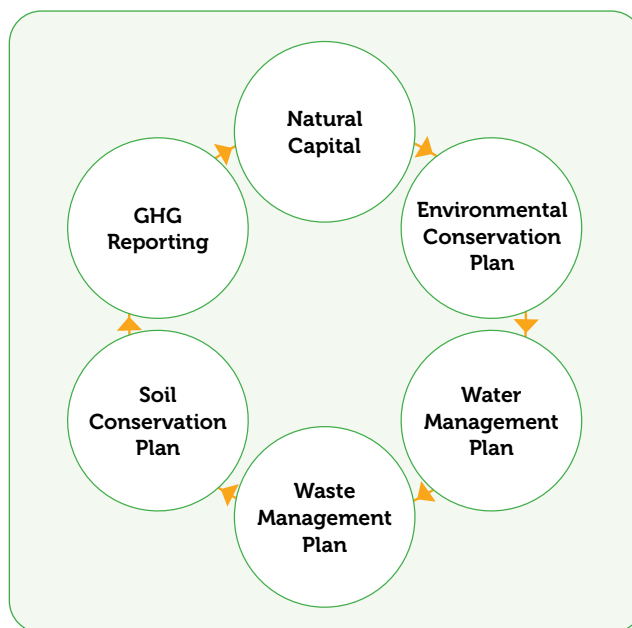 Natural
Capital
Environmental
Conservation
Plan
Water
Management
Plan
Waste
Management
Plan
Soil
Conservation
Plan
GHG
Reporting